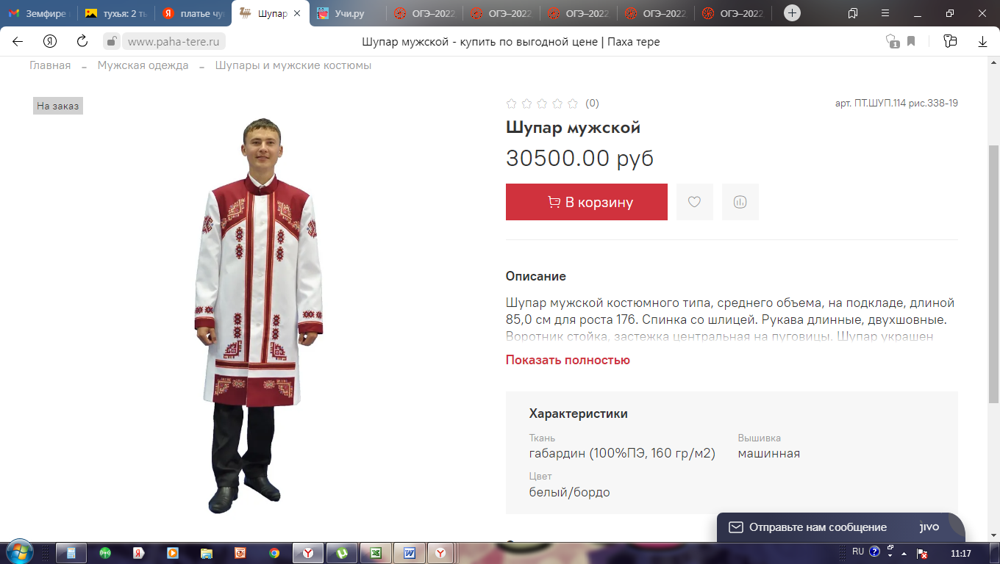 Земфире
тухья: 2 ты
платье чу
Шупар
Учи.ру
ОГЭ–2022
ОГЭ–2022
ОГЭ–2022
ОГЭ–2022
ОГЭ–2022
www.paha-tere.ru
Шупар мужской - купить по выгодной цене | Паха тере
1
Главная – Мужская одежда – Шупары и мужские костюмы
На заказ
(0)
арт. ПТ.ШУП.114 рис.338-19
Шупар мужской
30500.00 руб
В корзину
Описание
Шупар мужской костюмного типа, среднего объема, на подкладе, длиной
85,0 см для роста 176. Спинка со шлицей. Рукава длинные, двухшовные.
Воротник стойка, застежка центральная на пуговицы. Шупар украшен
Показать полностью
Характеристики
Ткань
габардин (100%ПЭ, 160 гр/м2)
Вышивка
машинная
Цвет
белый/бордо
Отправьте нам сообщение
jivo
RU
11:17